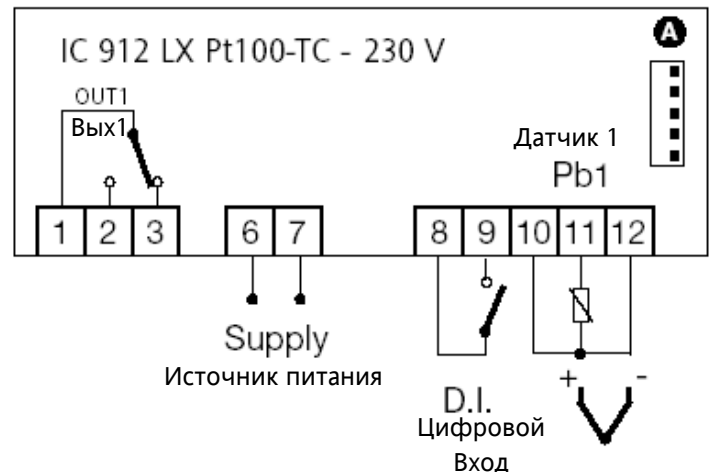 IC 912 LX Pt100-TC - 230 V
A
OUT1
Вых1
Датчик 1
Pb1
1 2 3 6 7 8 9 10 11 12
Supply
Источник питания
+ -
D.I.
Цифровой
Вход